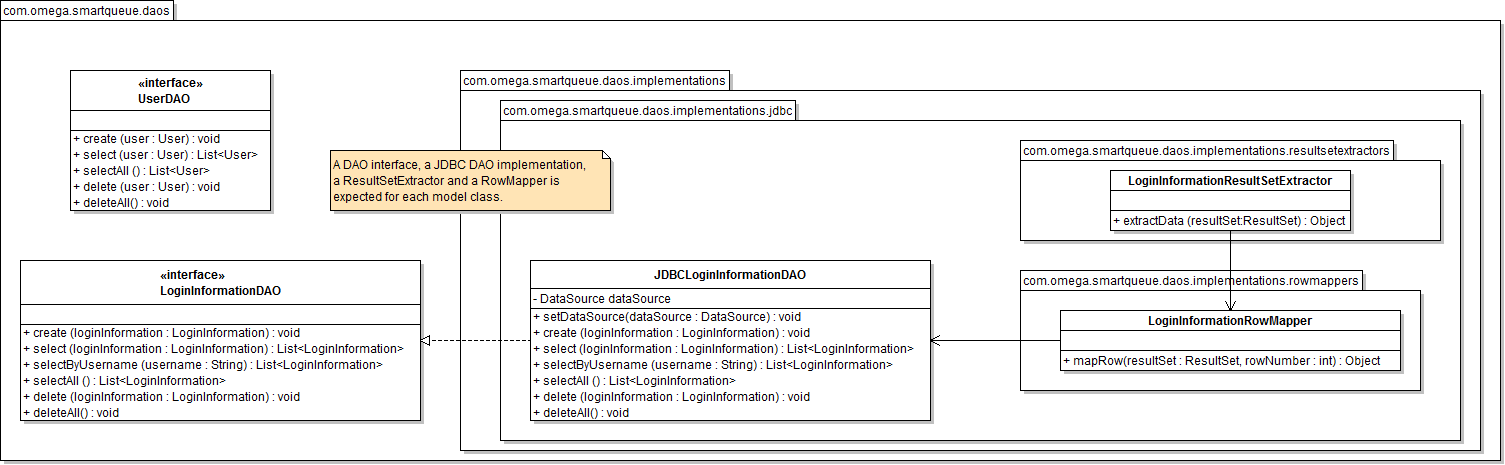 com.omega.smartqueue.daos
«interface»
UserDAO
+ create (user : User) : void
+ select (user : User) : List<User>
+ selectAll () : List<User>
+ delete (user : User) : void
+ deleteAll() : void
com.omega.smartqueue.daos.implementations
com.omega.smartqueue.daos.implementations.jdbc
A DAO interface, a JDBC DAO implementation,
a ResultSetExtractor and a RowMapper is
expected for each model class.
com.omega.smartqueue.daos.implementations.resultsetextractors
LoginInformationResultSetExtractor
+ extractData (resultSet:ResultSet) : Object
«interface»
LoginInformationDAO
+ create (loginInformation : LoginInformation) : void
+ select (loginInformation : LoginInformation) : List<LoginInformation>
+ selectByUsername (username : String) : List<LoginInformation>
+ selectAll () : List<LoginInformation>
+ delete (loginInformation : LoginInformation) : void
+ deleteAll() : void
JDBCLoginInformationDAO
- DataSource dataSource
+ setDataSource(dataSource : DataSource) : void
+ create (loginInformation : LoginInformation) : void
+ select (loginInformation : LoginInformation) : List<LoginInformation>
+ selectByUsername (username : String) : List<LoginInformation>
+ selectAll () : List<LoginInformation>
+ delete (loginInformation : LoginInformation) : void
+ deleteAll() : void
com.omega.smartqueue.daos.implementations.rowmappers
LoginInformationRowMapper
+ mapRow(resultSet : ResultSet, rowNumber : int) : Object